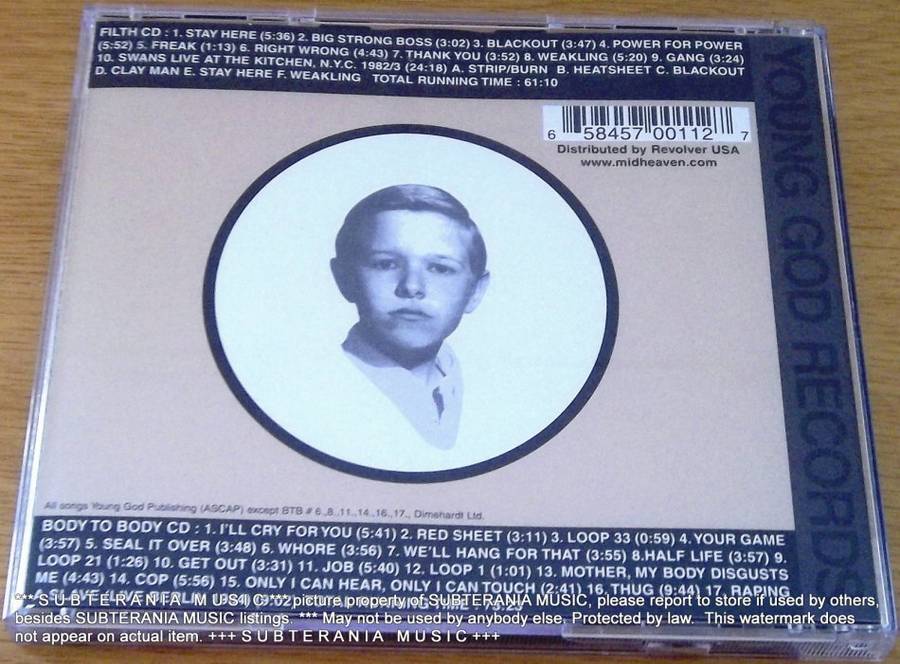 FILTH CD : 1. STAY HERE (5:36) 2. BIG STRONG BOSS (3:02) 3. BLACKOUT (3:47) 4. POWER FOR POWER
(5:52) 5. FREAK (1:13) 6. RIGHT WRONG (4:43) 7. THANK YOU (3:52) 8. WEAKLING (5:20) 9. GANG (3:24)
10. SWANS LIVE AT THE KITCHEN, N.Y.C. 1982/3 (24:18) A. STRIP/BURN B. HEATSHEET C. BLACKOUT
D. CLAY MAN E. STAY HERE F. WEAKLING TOTAL RUNNING TIME : 61:10
6 58457 00112 7
Distributed by Revolver USA
www.midheaven.com
YOUNG GOD RECORDS
All songs Young God Publishing (ASCAP) except BTB # 6.,8.,11.,14.,16.,17., Dimehardt Ltd.
BODY TO BODY CD : 1. I'LL CRY FOR YOU (5:41) 2. RED SHEET (3:11) 3. LOOP 33 (0:59) 4. YOUR GAME
(3:57) 5. SEAL IT OVER (3:48) 6. WHORE (3:56) 7. WE'LL HANG FOR THAT (3:55) 8.HALF LIFE (3:57) 9.
LOOP 21 (1:26) 10. GET OUT (3:31) 11. JOB (5:40) 12. LOOP 1 (1:01) 13. MOTHER, MY BODY DISGUSTS
ME (4:43) 14. COP (5:56) 15. ONLY I CAN HEAR, ONLY I CAN TOUCH (2:41) 16. THUG (9:44) 17. RAPING
*** S U B T E R A N I A M U S I C *** picture property of SUBTERANIA MUSIC, please report to store if used by others,
besides SUBTERANIA MUSIC listings. *** May not be used by anybody else. Protected by law. This watermark does
not appear on actual item. +++ S U B T E R A N I A M U S I C +++